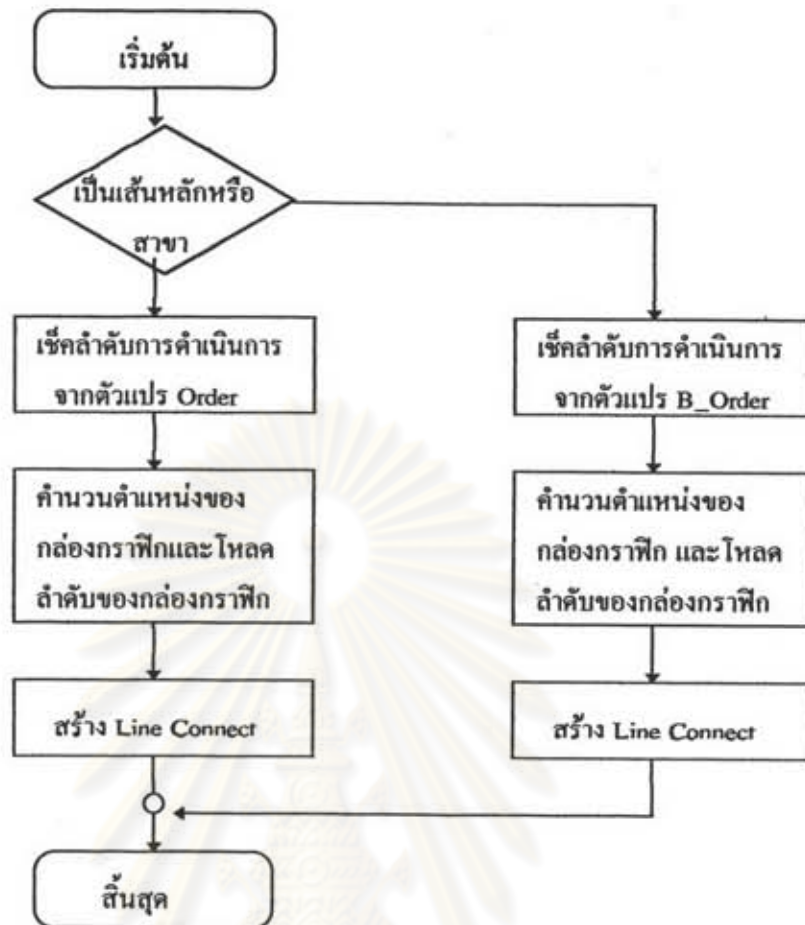 เริ่มต้น
เป็นเส้นหลักหรือ
สาขา
เช็คลำดับการดำเนินการ
จากตัวแปร Order
คำนวนตำแหน่งของ
กล่องกราฟิกและโหลด
ลำดับของกล่องกราฟิก
สร้าง Line Connect
เช็คลำดับการดำเนินการ
จากตัวแปร B_Order
คำนวนตำแหน่งของ
กล่องกราฟิก และโหลด
ลำดับของกล่องกราฟิก
สร้าง Line Connect
สิ้นสุด